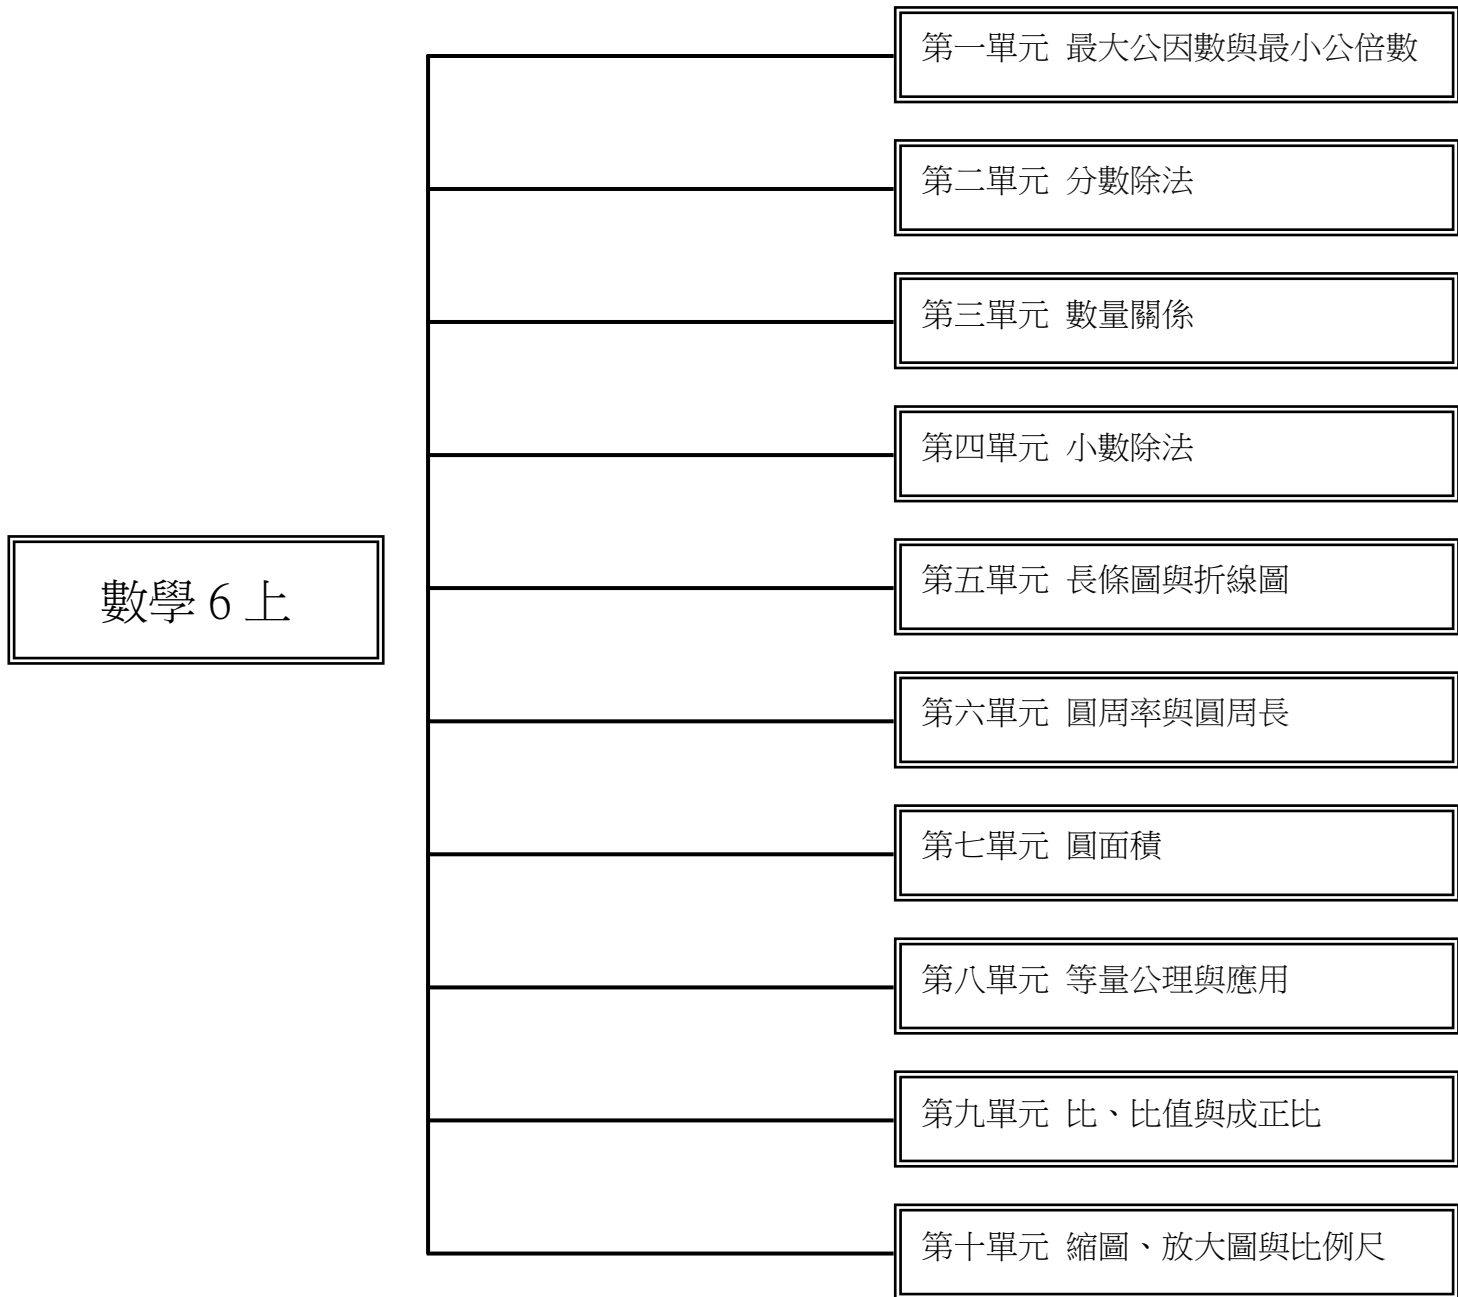 第一單元 最大公因數與最小公倍數
第二單元 分數除法
第三單元 數量關係
第四單元 小數除法
數學 6 上
第五單元 長條圖與折線圖
第六單元 圓周率與圓周長
第七單元 圓面積
第八單元 等量公理與應用
第九單元 比、比值與成正比
第十單元 縮圖、放大圖與比例尺